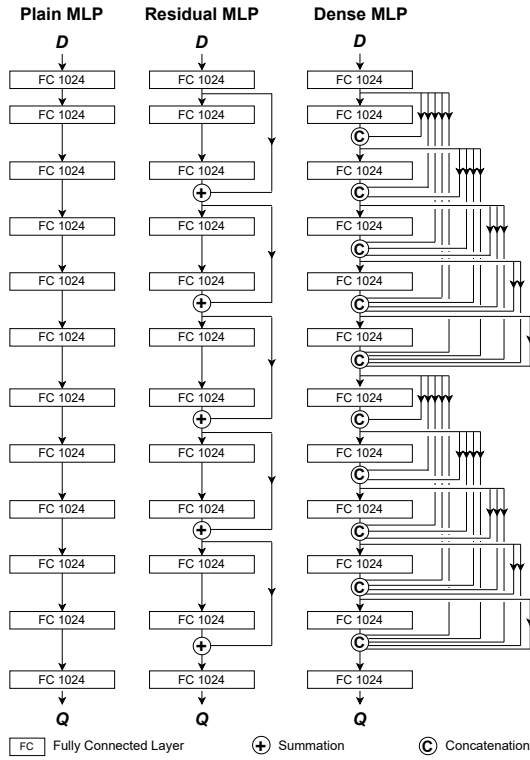 Plain MLP Residual MLP Dense MLP
D D D
FC 1024 FC 1024 FC 1024
FC 1024 FC 1024 FC 1024
C
FC 1024 FC 1024 FC 1024
+ C
FC 1024 FC 1024 FC 1024
C
FC 1024 FC 1024 FC 1024
+ C
FC 1024 FC 1024 FC 1024
C
FC 1024 FC 1024 FC 1024
+ C
FC 1024 FC 1024 FC 1024
C
FC 1024 FC 1024 FC 1024
+ C
FC 1024 FC 1024 FC 1024
C
FC 1024 FC 1024 FC 1024
+ C
FC 1024 FC 1024 FC 1024
Q Q Q
FC Fully Connected Layer + Summation C Concatenation